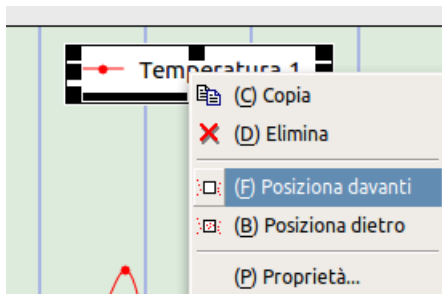 Temperatura 1
(C) Copia
(D) Elimina
(F) Posiziona davanti
(B) Posiziona dietro
(P) Proprietà...